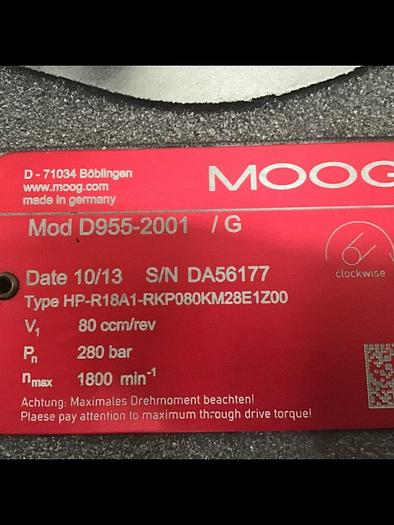 D - 71034 Böblingen
www.moog.com
made in germany
MOOG
Mod D955-2001 / G
clockwise
Date 10/13 S/N DA56177
Type HP-R18A1-RKP080KM28E1Z00
V1 80 ccm/rev
Pn 280 bar
nmax 1800 min⁻¹
Achtung: Maximales Drehmoment beachten!
Please pay attention to maximum through drive torque!